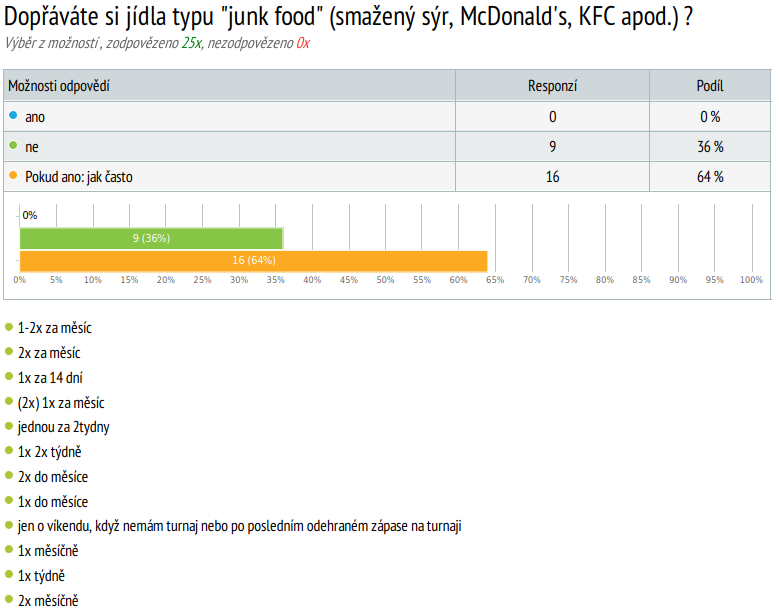 Dopřáváte si jídla typu "junk food" (smažený sýr, McDonald's, KFC apod.) ?
Výběr z možností , zodpovězeno 25x, nezodpovězeno 0x
Možnosti odpovědí Responzí Podíl
ano 0 0 %
ne 9 36 %
Pokud ano: jak často 16 64 %
0%
9 (36%)
16 (64%)
0% 5% 10% 15% 20% 25% 30% 35% 40% 45% 50% 55% 60% 65% 70% 75% 80% 85% 90% 95% 100%
1-2x za měsíc
2x za měsíc
1x za 14 dní
(2x) 1x za měsíc
jednou za 2tydny
1x 2x týdně
2x do měsíce
1x do měsíce
jen o víkendu, když nemám turnaj nebo po posledním odehraném zápase na turnaji
1x měsíčně
1x týdně
2x měsíčně